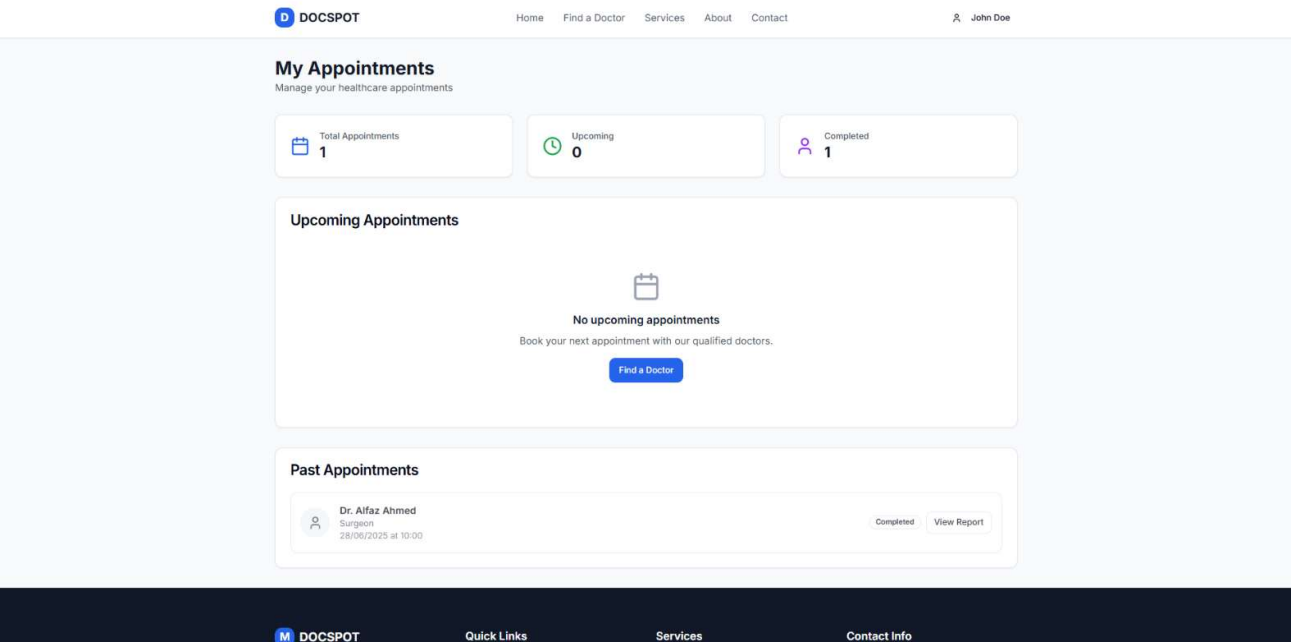 D DOCSPOT
Home Find a Doctor Services About Contact
John Doe
My Appointments
Manage your healthcare appointments
Total Appointments
1
Upcoming
0
Completed
1
Upcoming Appointments
No upcoming appointments
Book your next appointment with our qualified doctors.
Find a Doctor
Past Appointments
Dr. Alfaz Ahmed
Surgeon
28/06/2025 at 10:00
Completed
View Report
M DOCSPOT
Quick Links
Services
Contact Info